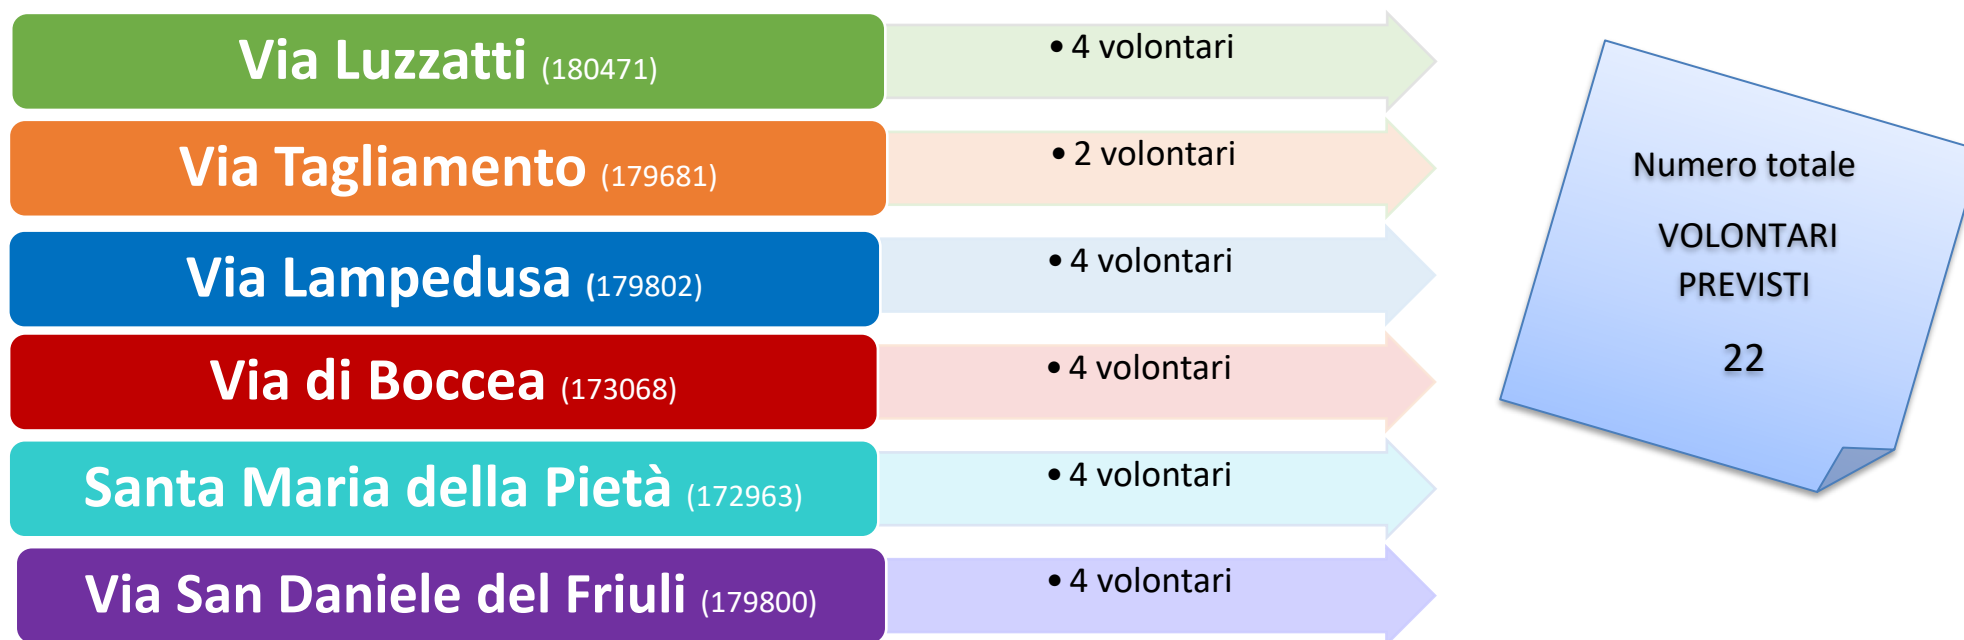 Via Luzzatti (180471)
• 4 volontari
Via Tagliamento (179681)
• 2 volontari
Via Lampedusa (179802)
• 4 volontari
Via di Boccea (173068)
• 4 volontari
Santa Maria della Pietà (172963)
• 4 volontari
Via San Daniele del Friuli (179800)
• 4 volontari
Numero totale
VOLONTARI
PREVISTI
22